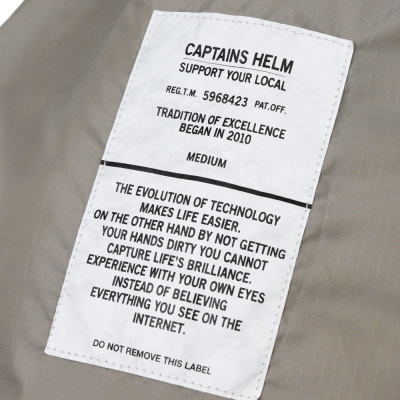 CAPTAINS HELM
SUPPORT YOUR LOCAL
REG.T.M. 5968423 PAT.OFF.
TRADITION OF EXCELLENCE
BEGAN IN 2010
MEDIUM
THE EVOLUTION OF TECHNOLOGY
MAKES LIFE EASIER.
ON THE OTHER HAND BY NOT GETTING
YOUR HANDS DIRTY YOU CANNOT
CAPTURE LIFE'S BRILLIANCE.
EXPERIENCE WITH YOUR OWN EYES
INSTEAD OF BELIEVING
EVERYTHING YOU SEE ON THE
INTERNET.
DO NOT REMOVE THIS LABEL